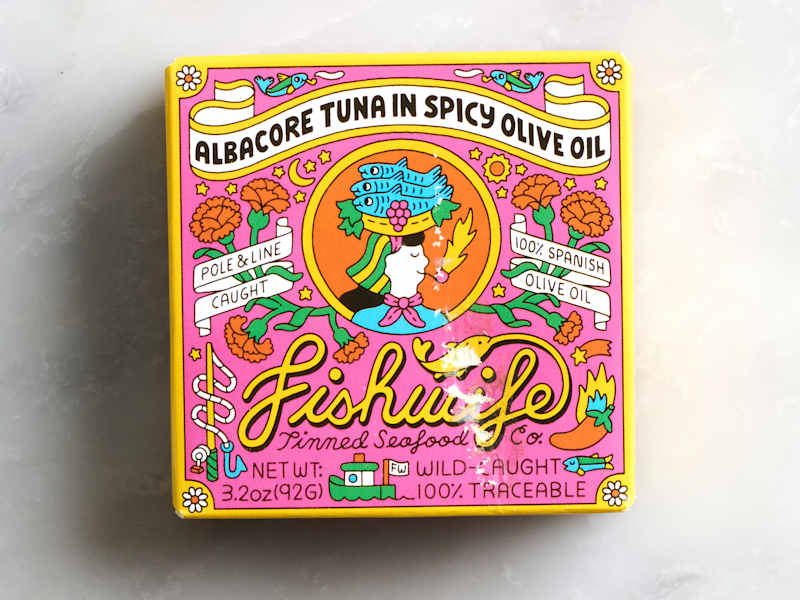 ALBACORE TUNA IN SPICY OLIVE OIL
POLE & LINE
CAUGHT
100% SPANISH
OLIVE OIL
Fishwife
Tinned Seafood Co.
NET WT:
3.2oz(92G)
FW
WILD-CAUGHT
100% TRACEABLE